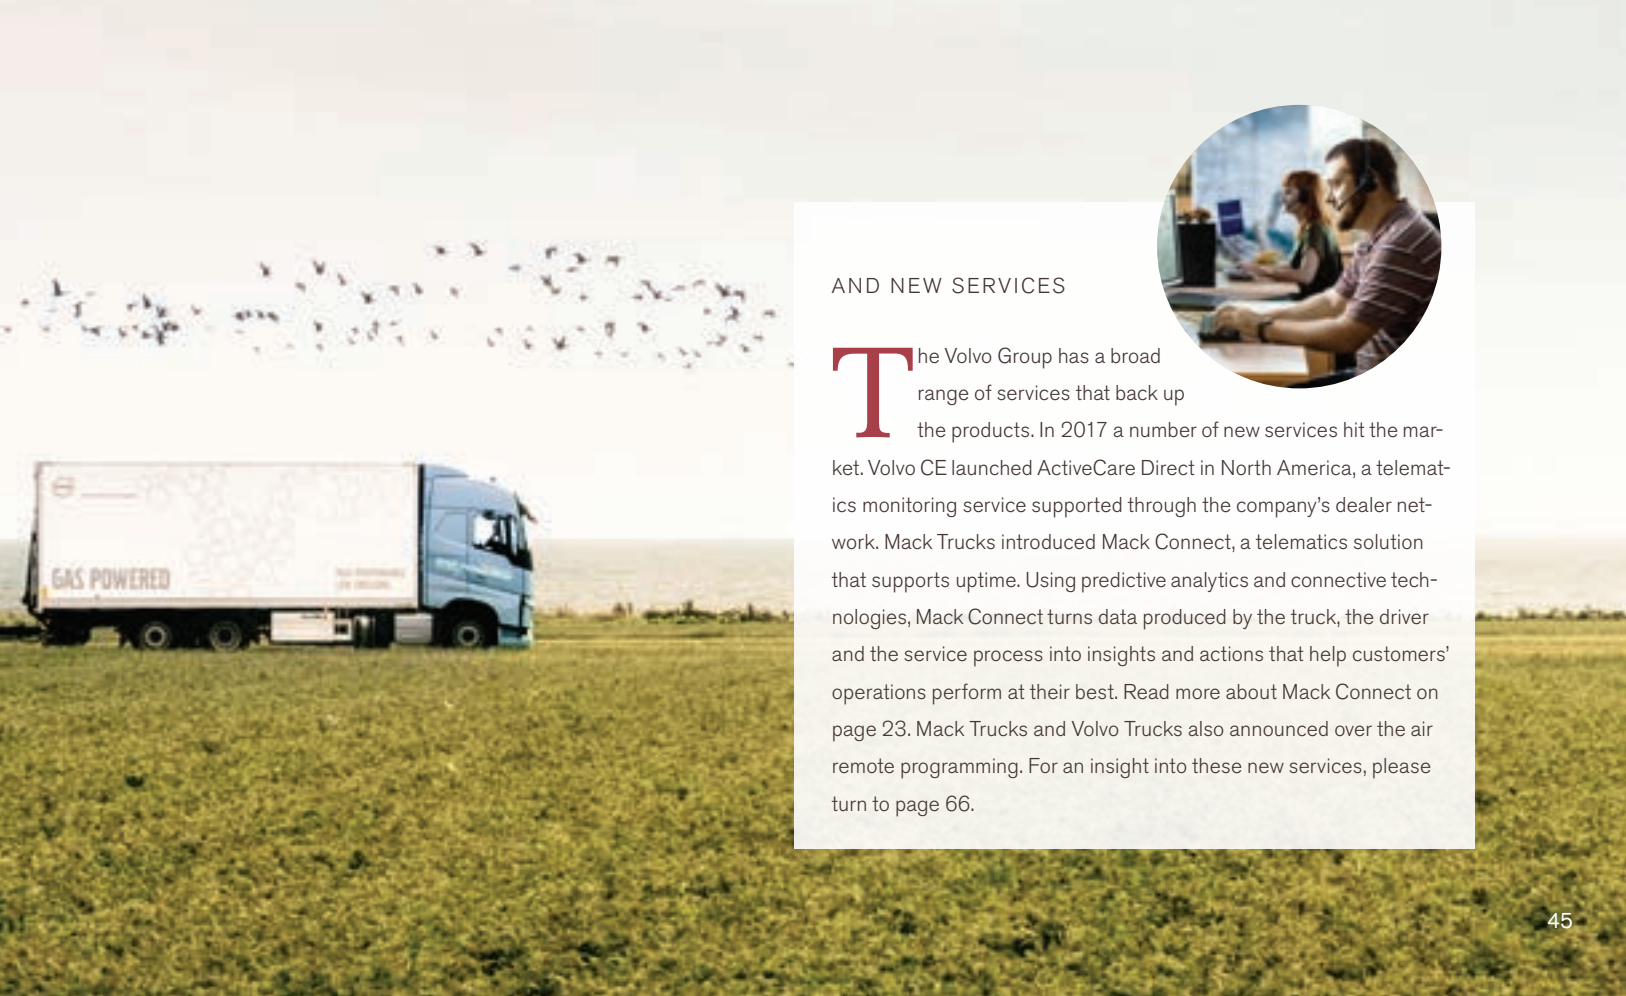 AND NEW SERVICES
The Volvo Group has a broad
range of services that back up
the products. In 2017 a number of new services hit the mar-
ket. Volvo CE launched ActiveCare Direct in North America, a telemat-
ics monitoring service supported through the company's dealer net-
work. Mack Trucks introduced Mack Connect, a telematics solution
that supports uptime. Using predictive analytics and connective tech-
nologies, Mack Connect turns data produced by the truck, the driver
and the service process into insights and actions that help customers'
operations perform at their best. Read more about Mack Connect on
page 23. Mack Trucks and Volvo Trucks also announced over the air
remote programming. For an insight into these new services, please
turn to page 66.
GAS POWERED
45